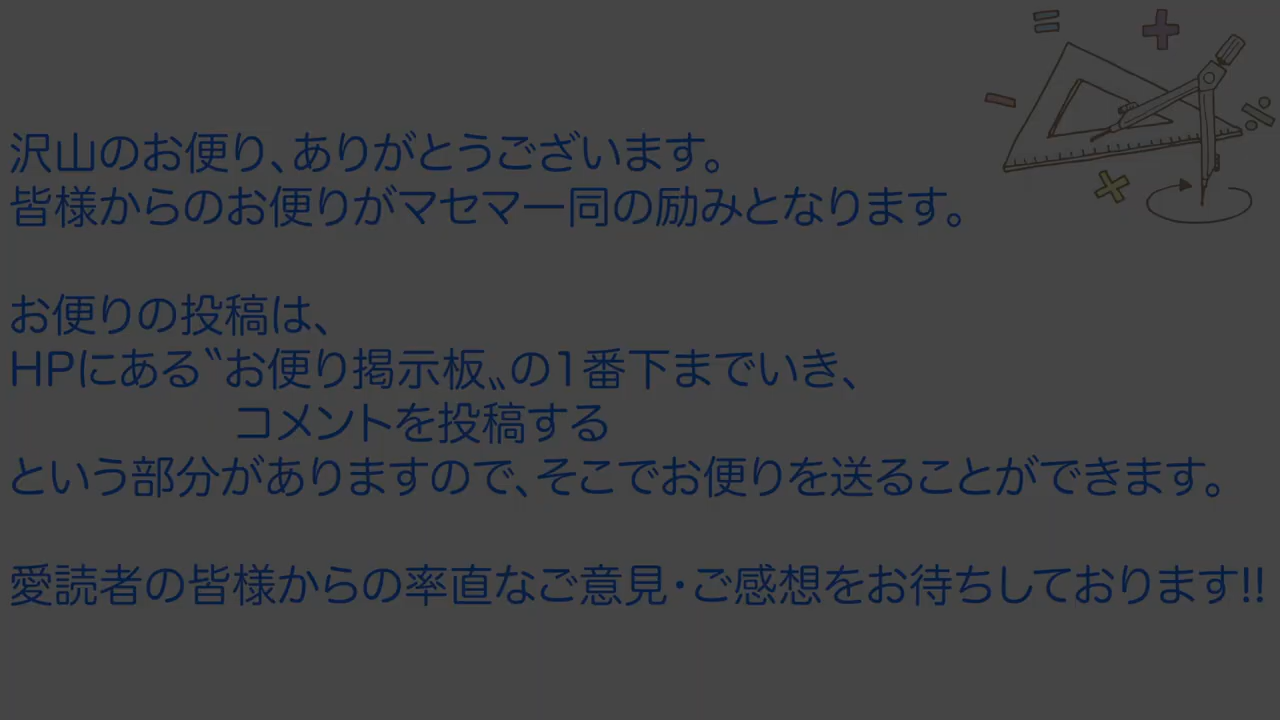 沢山のお便り、ありがとうございます。
皆様からのお便りがマセマ一同の励みとなります。
お便りの投稿は、
HPにある〝お便り掲示板〟の1番下までいき、
コメントを投稿する
という部分がありますので、そこでお便りを送ることができます。
愛読者の皆様からの率直なご意見・ご感想をお待ちしております!!